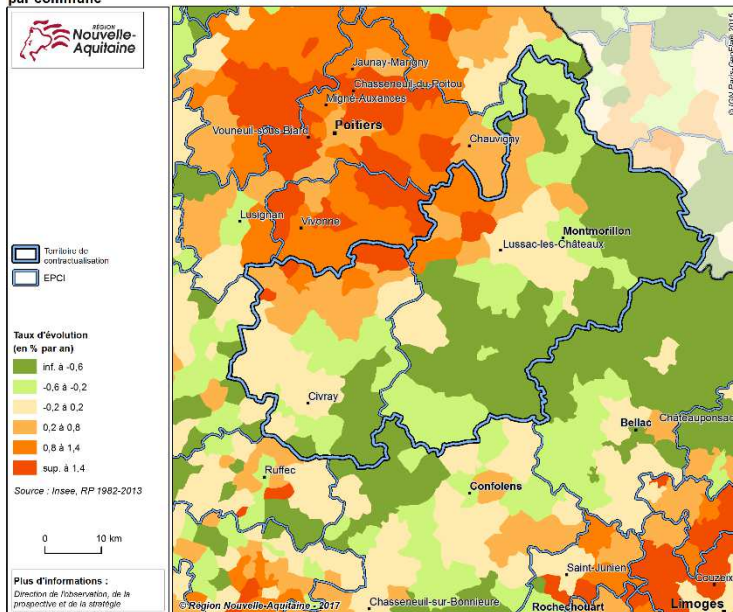 par commune
RÉGION
Nouvelle-
Aquitaine
Territoire de
contractualisation
EPCI
Taux d'évolution
(en % par an)
inf. à -0,6
-0,6 à -0,2
-0,2 à 0,2
0,2 à 0,8
0,8 à 1,4
sup. à 1,4
Source : Insee, RP 1982-2013
0 10 km
Plus d'informations :
Direction de l'observation, de la
prospective et de la stratégie
Jaunay-Marigny
Chasseneuil-du-Poitou
Migné-Auxances
Vouneuil-sous-Biard
Poitiers
Chauvigny
Lusignan
Vivonne
Montmorillon
Lussac-les-Châteaux
Civray
Bellac
Châteauponsac
Ruffec
Confolens
Saint-Junien
Couzeix
Chasseneuil-sur-Bonnieure
Rochechouart
Limoges
© Région Nouvelle-Aquitaine - 2017